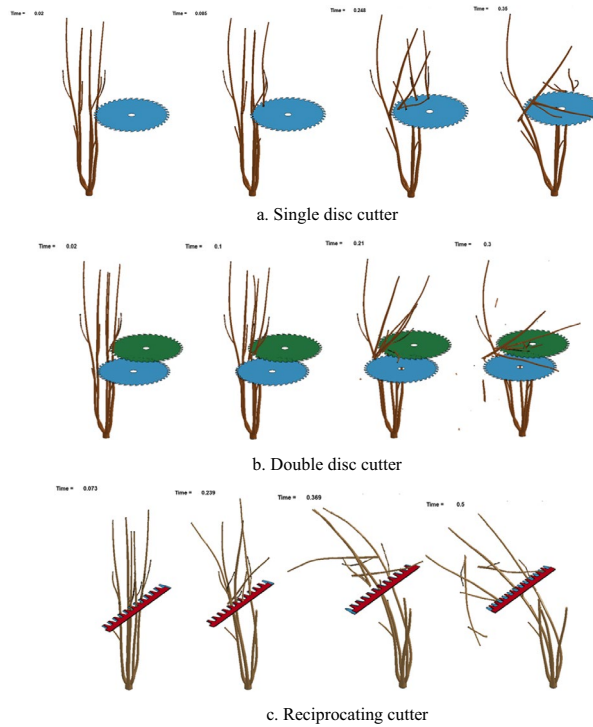 Time = 0.02 Time = 0.065 Time = 0.248 Time = 0.35
a. Single disc cutter
Time = 0.02 Time = 0.1 Time = 0.21 Time = 0.3
b. Double disc cutter
Time = 0.073 Time = 0.239 Time = 0.369 Time = 0.5
c. Reciprocating cutter